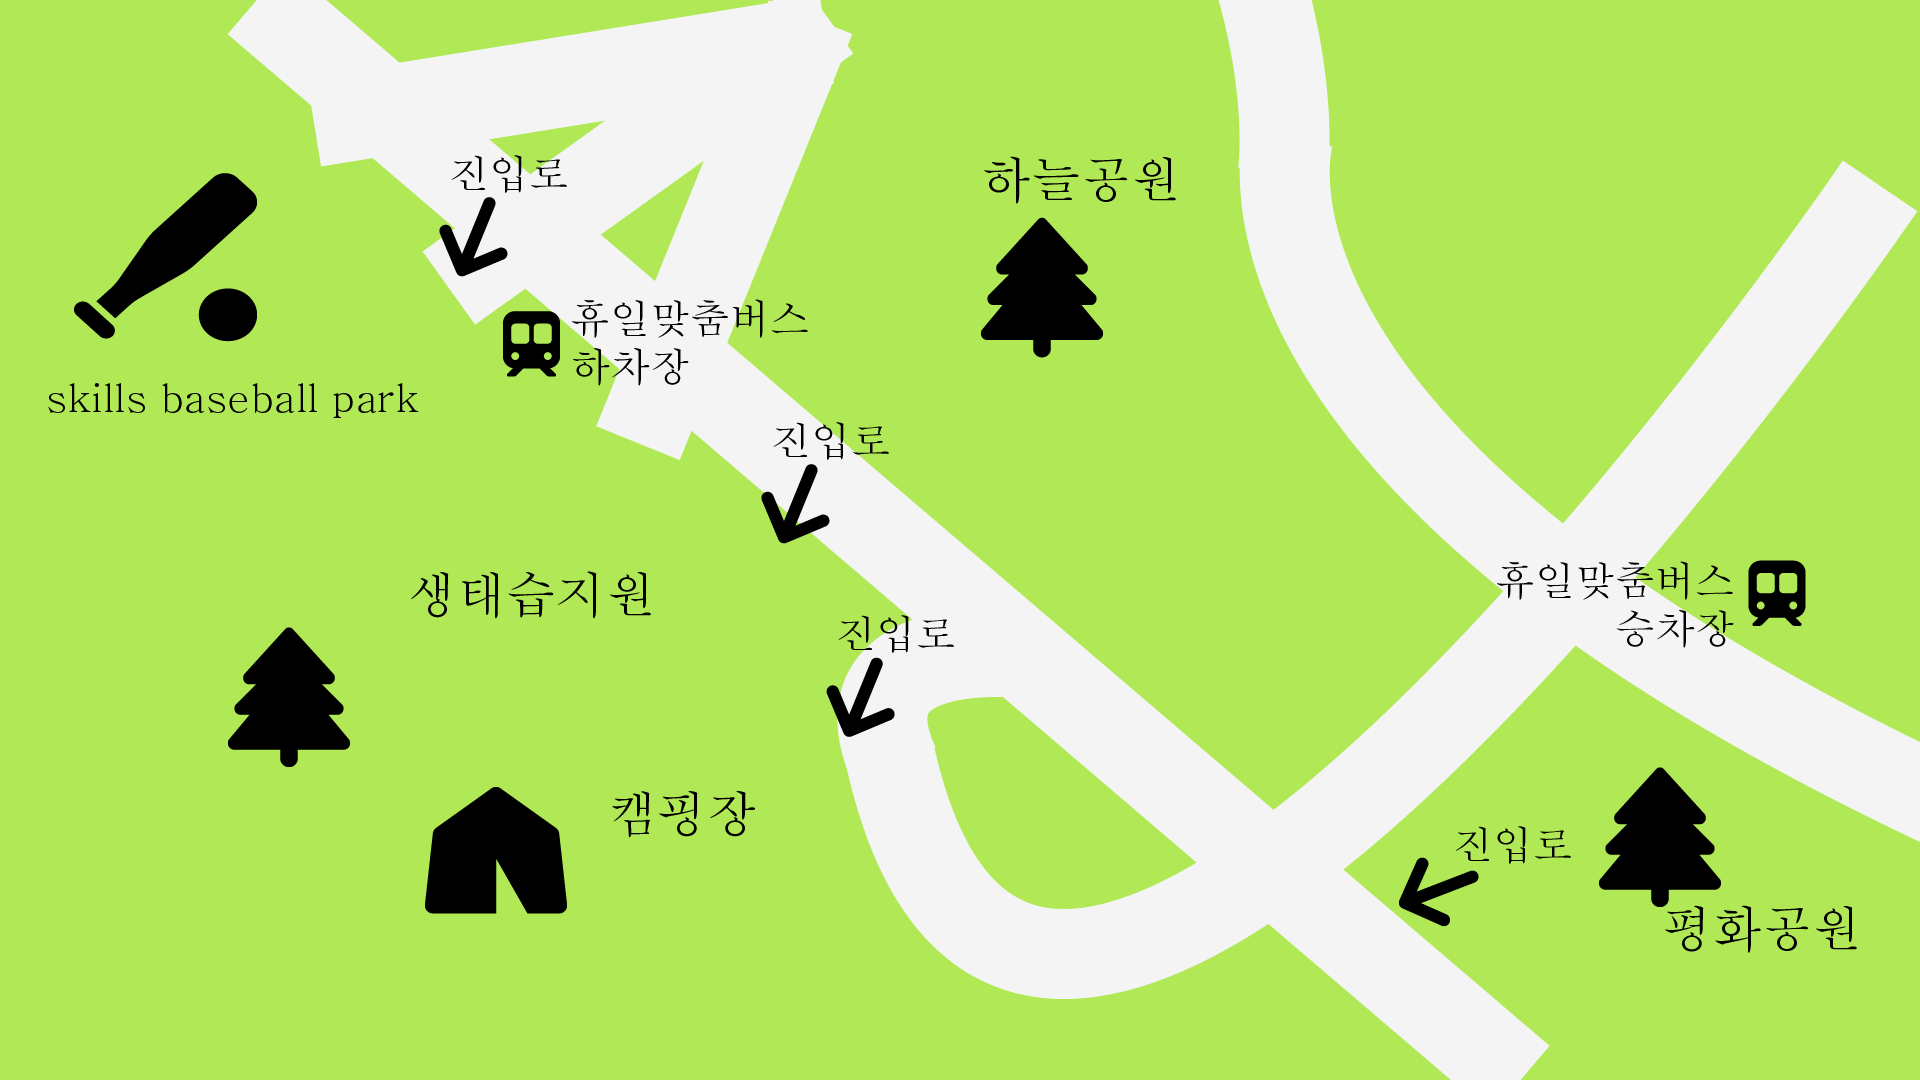 진입로
하늘공원
휴일맞춤버스
하차장
skills baseball park
진입로
생태습지원
휴일맞춤버스
승차장
진입로
캠핑장
진입로
평화공원